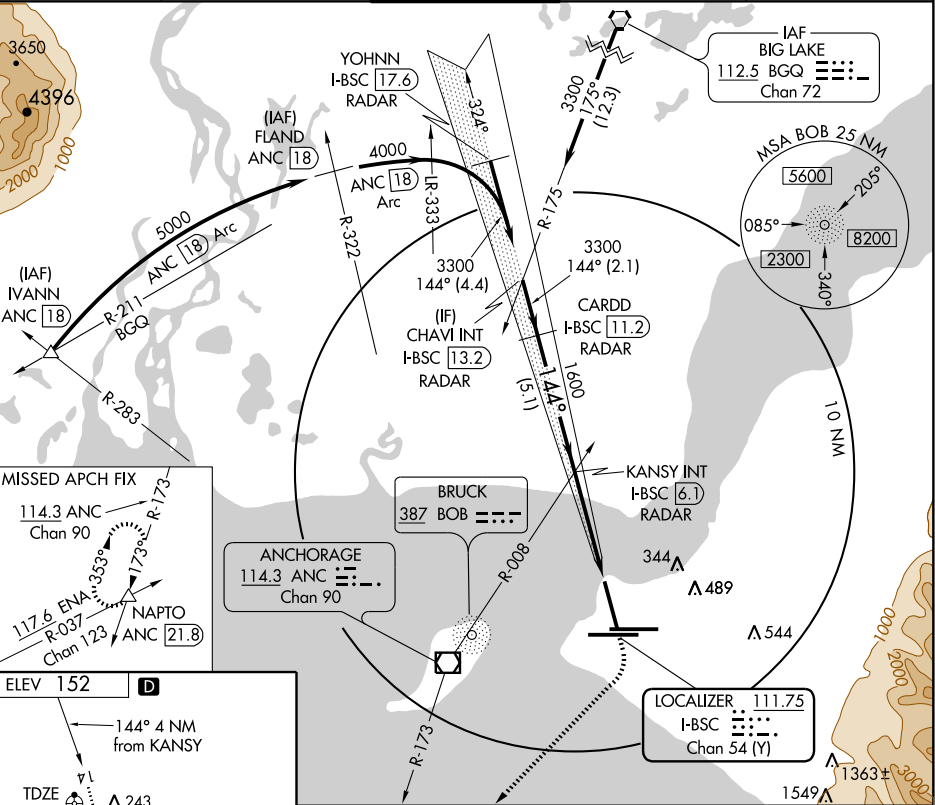 3650
4396
2000
1000
YOHNN
I-BSC 17.6
RADAR
324°
3300
175°
(12.3)
R-175
IAF
BIG LAKE
112.5 BGQ
Chan 72
(IAF)
FLAND
ANC 18
4000
ANC 18
Arc
LR-333
R-322
5000
ANC 18 Arc
R-211
BGQ
(IAF)
IVANN
ANC 18
R-283
MSA BOB 25 NM
5600
205°
085°
8200
2300
340°
3300
144° (4.4)
3300
144° (2.1)
(IF)
CHAVI INT
I-BSC 13.2
RADAR
CARDD
I-BSC 11.2
RADAR
1600
144°
(5.1)
10 NM
KANSY INT
I-BSC 6.1
RADAR
MISSED APCH FIX
114.3 ANC
Chan 90
R-173
353°
173°
117.6 ENA
R-037
Chan 123
NAPTO
ANC 21.8
BRUCK
387 BOB
ANCHORAGE
114.3 ANC
Chan 90
R-008
R-173
344
489
544
1000
2000
3000
LOCALIZER 111.75
I-BSC
Chan 54 (Y)
1363±
1549
ELEV 152 D
144° 4 NM
from KANSY
14
TDZE
243